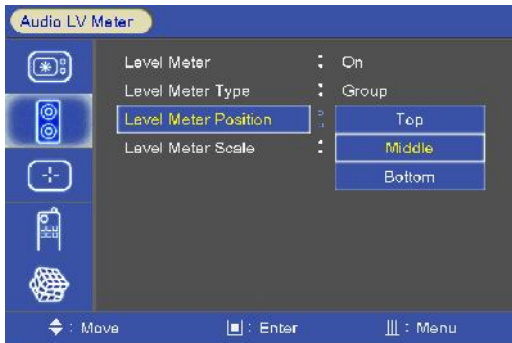 Audio LV Meter
Level Meter : On
Level Meter Type : Group
Level Meter Position : Top
Level Meter Scale : Middle
Bottom
: Move : Enter : Menu